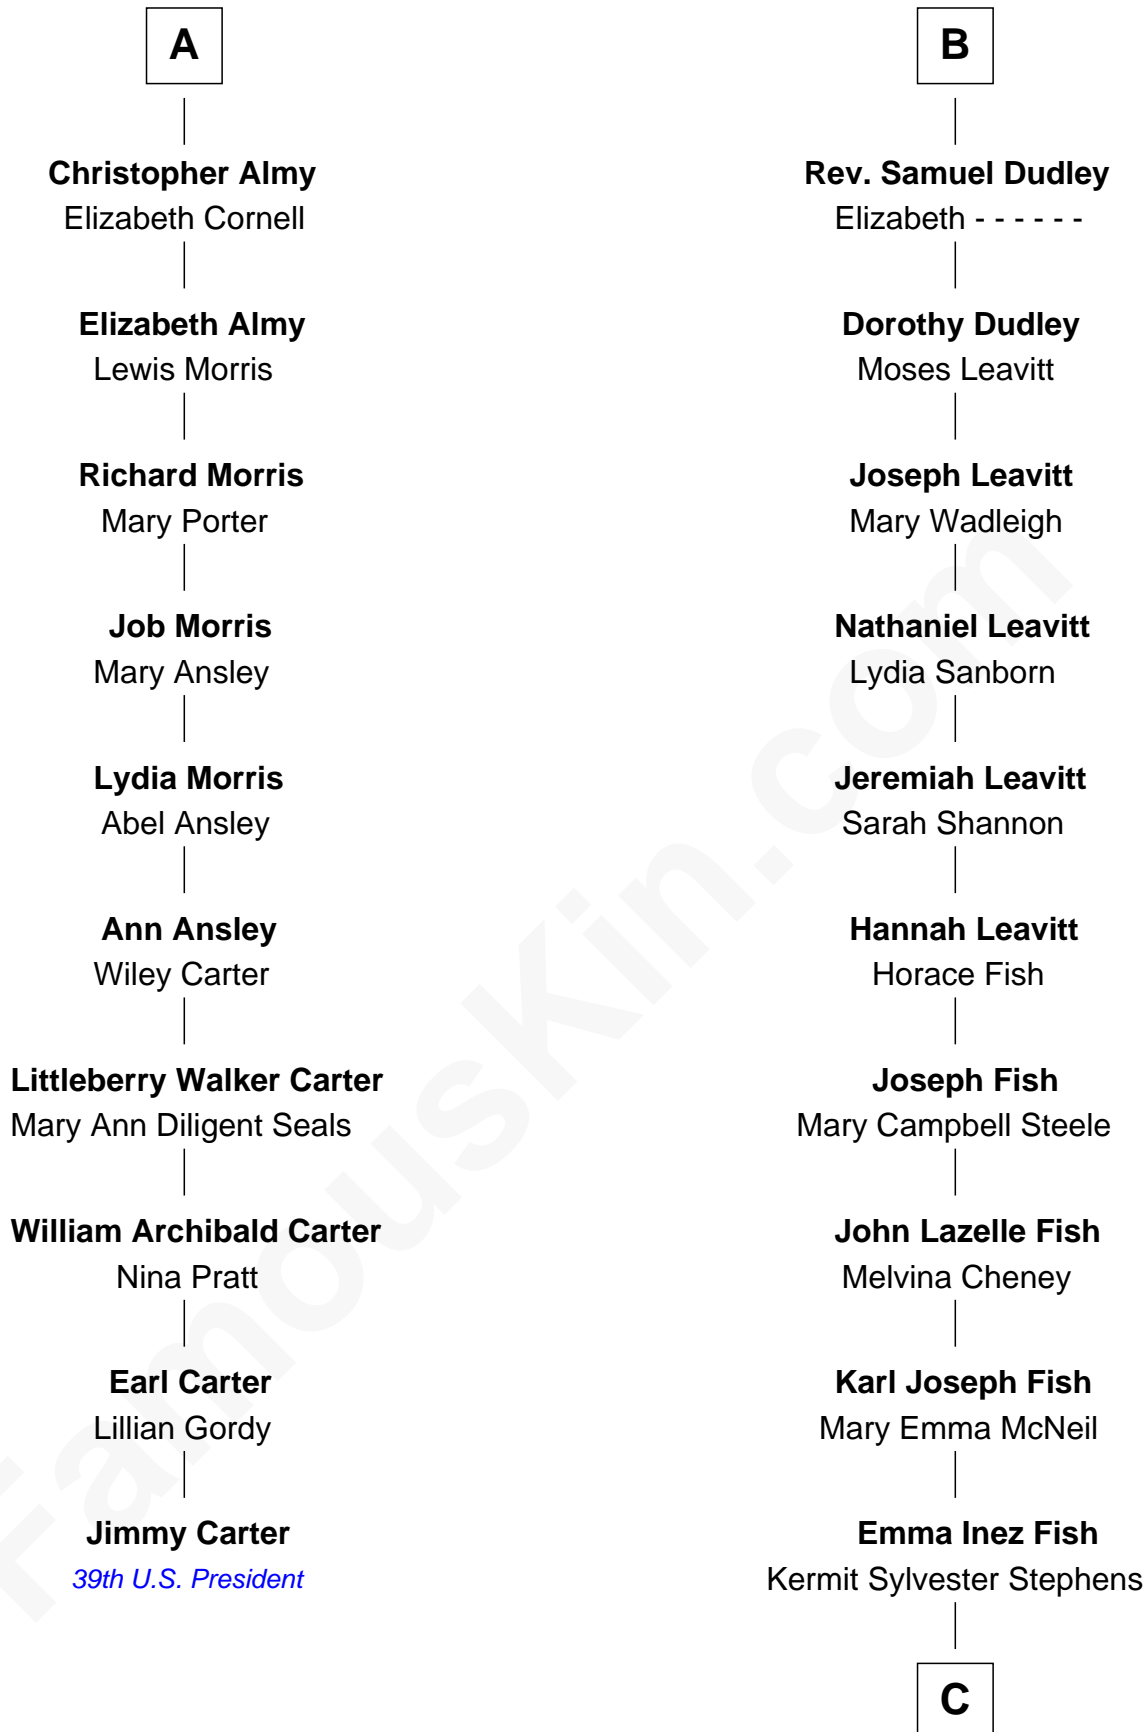 A
Christopher Almy
Elizabeth Cornell
Elizabeth Almy
Lewis Morris
Richard Morris
Mary Porter
Job Morris
Mary Ansley
Lydia Morris
Abel Ansley
Ann Ansley
Wiley Carter
Littleberry Walker Carter
Mary Ann Diligent Seals
William Archibald Carter
Nina Pratt
Earl Carter
Lillian Gordy
Jimmy Carter
39th U.S. President
B
Rev. Samuel Dudley
Elizabeth - - - - - -
Dorothy Dudley
Moses Leavitt
Joseph Leavitt
Mary Wadleigh
Nathaniel Leavitt
Lydia Sanborn
Jeremiah Leavitt
Sarah Shannon
Hannah Leavitt
Horace Fish
Joseph Fish
Mary Campbell Steele
John Lazelle Fish
Melvina Cheney
Karl Joseph Fish
Mary Emma McNeil
Emma Inez Fish
Kermit Sylvester Stephens
C
FamousKin.com